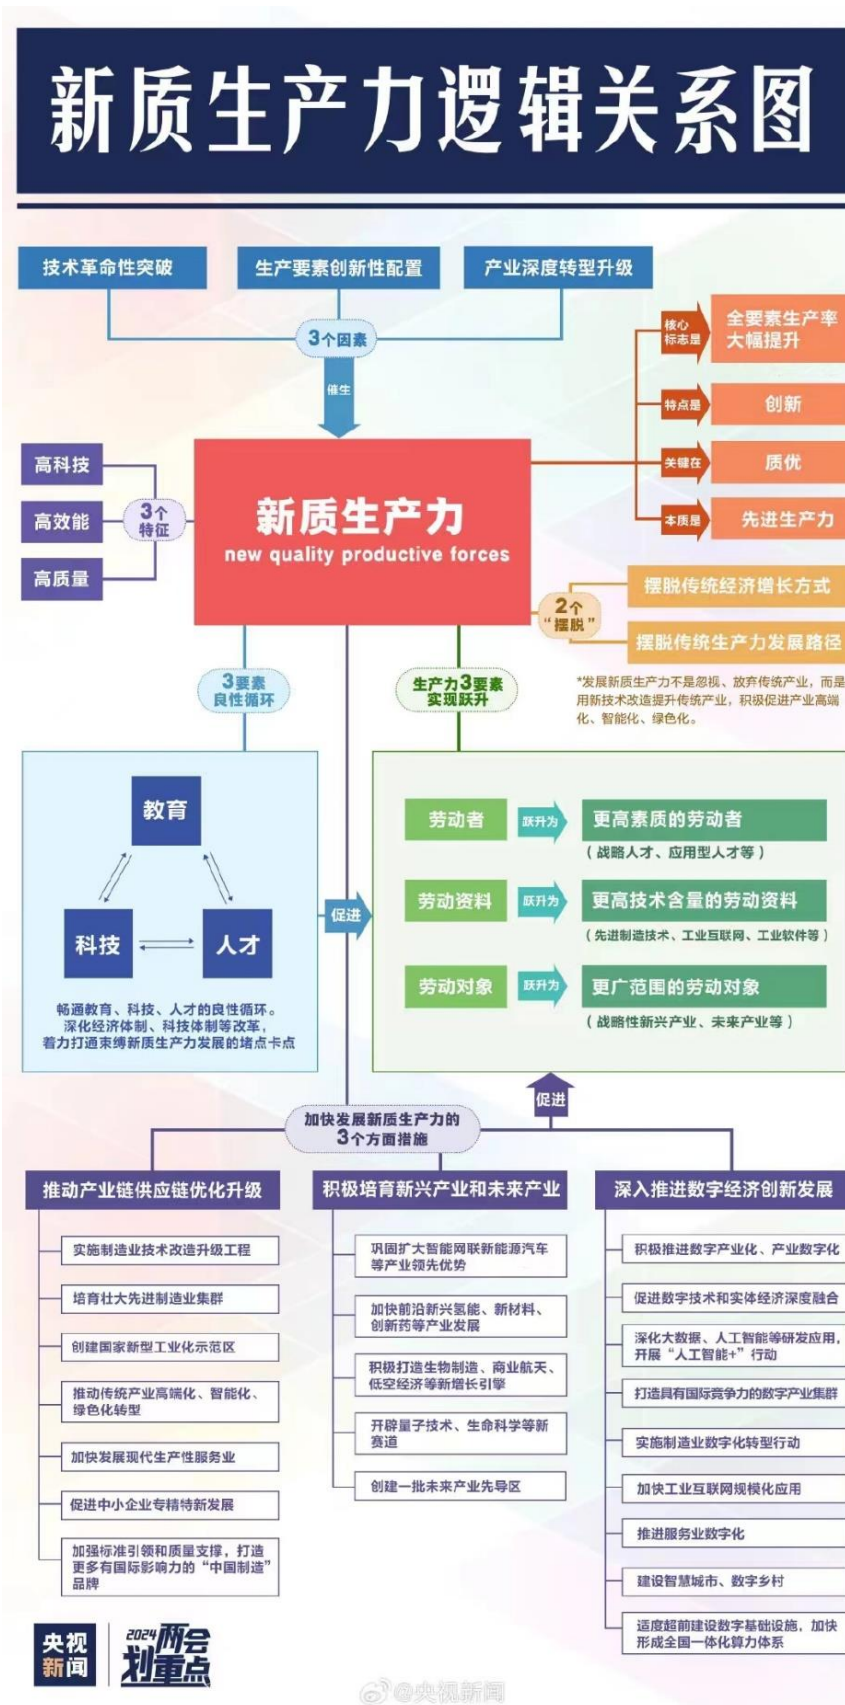 新质生产力逻辑关系图
技术革命性突破
生产要素创新性配置
产业深度转型升级
3个因素
催生
核心
标志是
全要素生产率
大幅提升
特点是
创新
关键在
质优
本质是
先进生产力
高科技
高效能
高质量
3个
特征
新质生产力
new quality productive forces
2个
“摆脱”
摆脱传统经济增长方式
摆脱传统生产力发展路径
*发展新质生产力不是忽视、放弃传统产业，而是
用新技术改造提升传统产业，积极促进产业高端
化、智能化、绿色化。
3要素
良性循环
生产力3要素
实现跃升
教育
科技
人才
畅通教育、科技、人才的良性循环。
深化经济体制、科技体制等改革，
着力打通束缚新质生产力发展的堵点卡点
促进
劳动者
跃升为
更高素质的劳动者
（战略人才、应用型人才等）
劳动资料
跃升为
更高技术含量的劳动资料
（先进制造技术、工业互联网、工业软件等）
劳动对象
跃升为
更广范围的劳动对象
（战略性新兴产业、未来产业等）
促进
加快发展新质生产力的
3个方面措施
推动产业链供应链优化升级
实施制造业技术改造升级工程
培育壮大先进制造业集群
创建国家新型工业化示范区
推动传统产业高端化、智能化、
绿色化转型
加快发展现代生产性服务业
促进中小企业专精特新发展
加强标准引领和质量支撑，打造
更多有国际影响力的“中国制造”
品牌
积极培育新兴产业和未来产业
巩固扩大智能网联新能源汽车
等产业领先优势
加快前沿新兴氢能、新材料、
创新药等产业发展
积极打造生物制造、商业航天、
低空经济等新增长引擎
开辟量子技术、生命科学等新
赛道
创建一批未来产业先导区
深入推进数字经济创新发展
积极推进数字产业化、产业数字化
促进数字技术和实体经济深度融合
深化大数据、人工智能等研发应用，
开展“人工智能+”行动
打造具有国际竞争力的数字产业集群
实施制造业数字化转型行动
加快工业互联网规模化应用
推进服务业数字化
建设智慧城市、数字乡村
适度超前建设数字基础设施，加快
形成全国一体化算力体系
央视
新闻
2024两会
划重点
@央视新闻